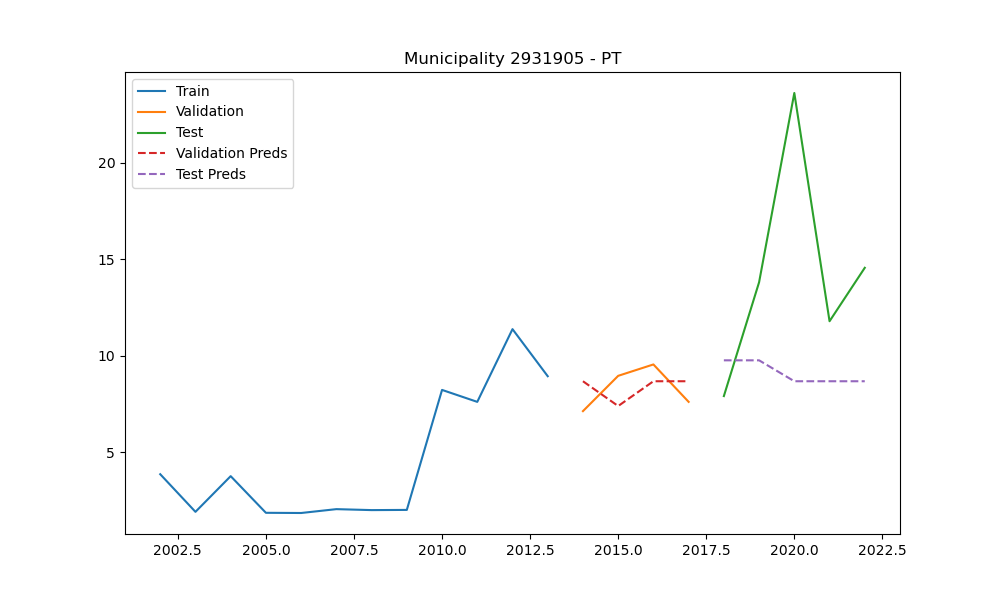 Municipality 2931905 - PT
Train
Validation
Test
Validation Preds
Test Preds
20
15
10
5
2002.5 2005.0 2007.5 2010.0 2012.5 2015.0 2017.5 2020.0 2022.5